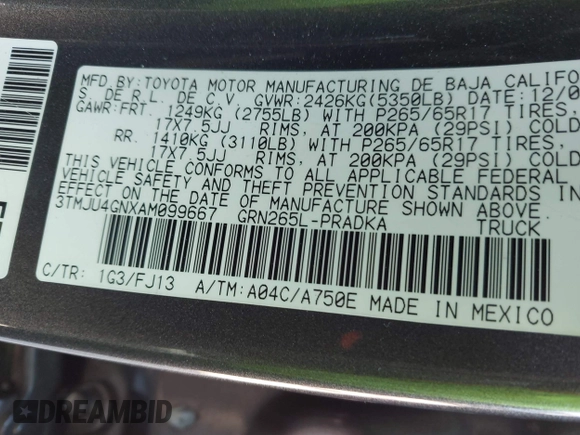 MFD. BY: TOYOTA MOTOR MANUFACTURING DE BAJA CALIFO
S. DE R.L. DE C.V. GVWR: 2426KG(5350LB) DATE: 12/0
GAWR: FRT. 1249KG (2755LB) WITH P265/65R17 TIRES,
17X7.5JJ RIMS, AT 200KPA (29PSI) COLD
RR. 1410KG (3110LB) WITH P265/65R17 TIRES,
17X7.5JJ RIMS, AT 200KPA (29PSI) COLD
THIS VEHICLE CONFORMS TO ALL APPLICABLE FEDERAL
VEHICLE SAFETY AND THEFT PREVENTION STANDARDS IN
EFFECT ON THE DATE OF MANUFACTURE SHOWN ABOVE.
3TMJU4GNXAM099667 GRN265L-PRADKA TRUCK
C/TR: 1G3/FJ13 A/TM: A04C/A750E MADE IN MEXICO
DREAMBID